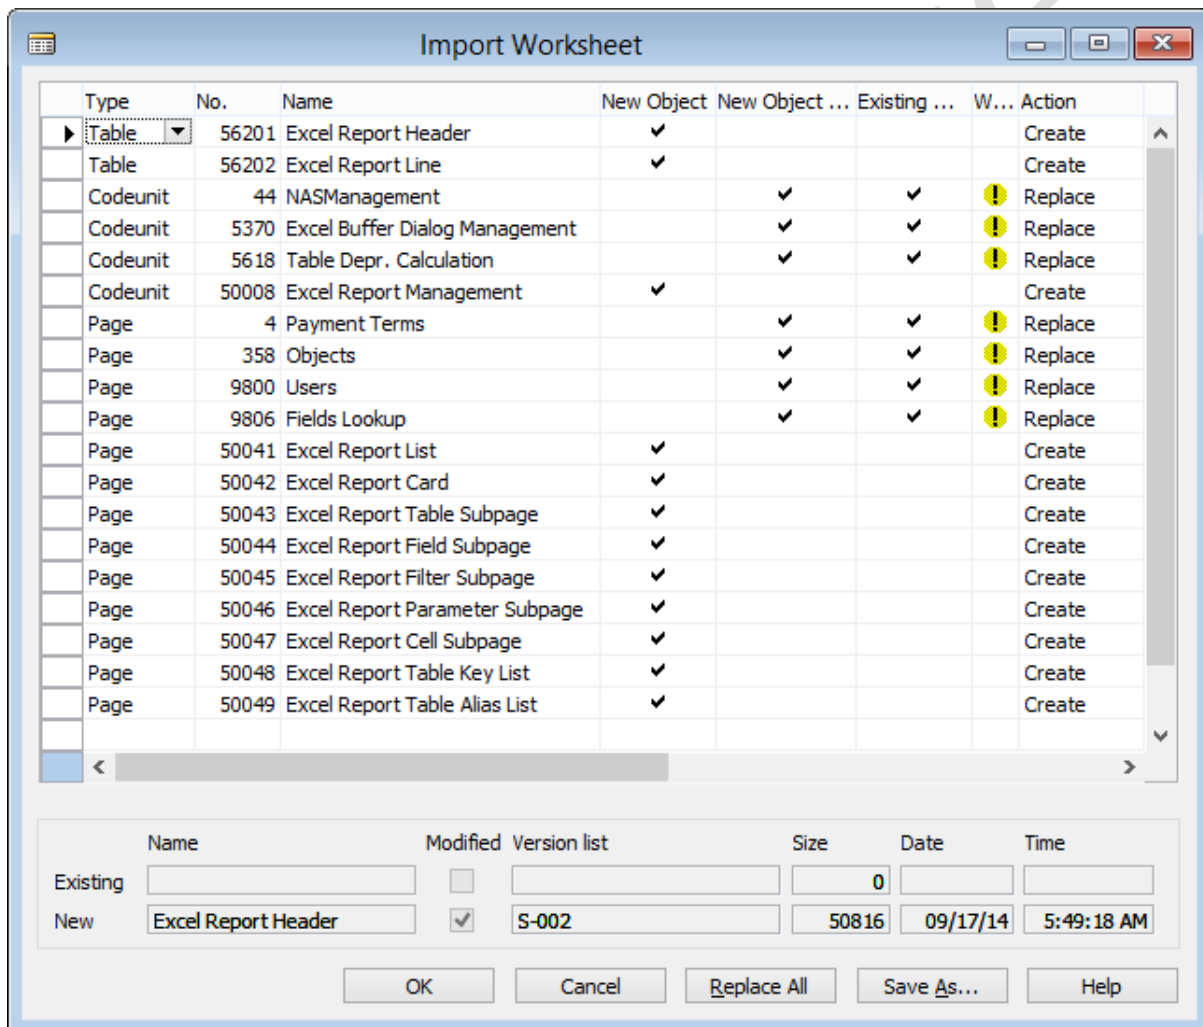 Import Worksheet
Type No. Name New Object New Object ... Existing ... W... Action
Table 56201 Excel Report Header Create
Table 56202 Excel Report Line Create
Codeunit 44 NASManagement Replace
Codeunit 5370 Excel Buffer Dialog Management Replace
Codeunit 5618 Table Depr. Calculation Replace
Codeunit 50008 Excel Report Management Create
Page 4 Payment Terms Replace
Page 358 Objects Replace
Page 9800 Users Replace
Page 9806 Fields Lookup Replace
Page 50041 Excel Report List Create
Page 50042 Excel Report Card Create
Page 50043 Excel Report Table Subpage Create
Page 50044 Excel Report Field Subpage Create
Page 50045 Excel Report Filter Subpage Create
Page 50046 Excel Report Parameter Subpage Create
Page 50047 Excel Report Cell Subpage Create
Page 50048 Excel Report Table Key List Create
Page 50049 Excel Report Table Alias List Create
Name Modified Version list Size Date Time
Existing 0
New Excel Report Header S-002 50816 09/17/14 5:49:18 AM
OK Cancel Replace All Save As... Help